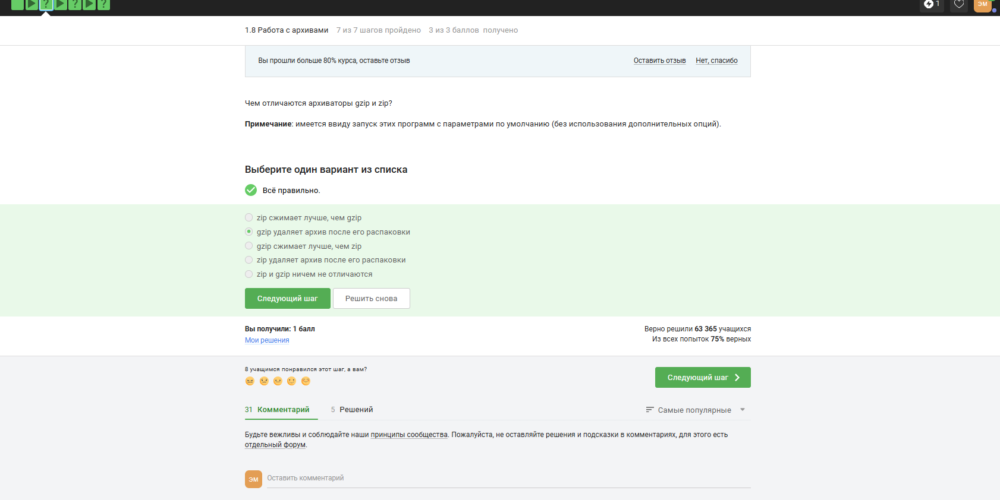 ? ? ?
1
ЭМ
1.8 Работа с архивами 7 из 7 шагов пройдено 3 из 3 баллов получено
Вы прошли больше 80% курса, оставьте отзыв Оставить отзыв Нет, спасибо
Чем отличаются архиваторы gzip и zip?
Примечание: имеется ввиду запуск этих программ с параметрами по умолчанию (без использования дополнительных опций).
Выберите один вариант из списка
Всё правильно.
zip сжимает лучше, чем gzip
gzip удаляет архив после его распаковки
gzip сжимает лучше, чем zip
zip удаляет архив после его распаковки
zip и gzip ничем не отличаются
Следующий шаг Решить снова
Вы получили: 1 балл Верно решили 63 365 учащихся
Мои решения Из всех попыток 75% верных
8 учащимся понравился этот шаг, а вам?
Следующий шаг
31 Комментарий 5 Решений Самые популярные
Будьте вежливы и соблюдайте наши принципы сообщества. Пожалуйста, не оставляйте решения и подсказки в комментариях, для этого есть
отдельный форум.
ЭМ Оставить комментарий